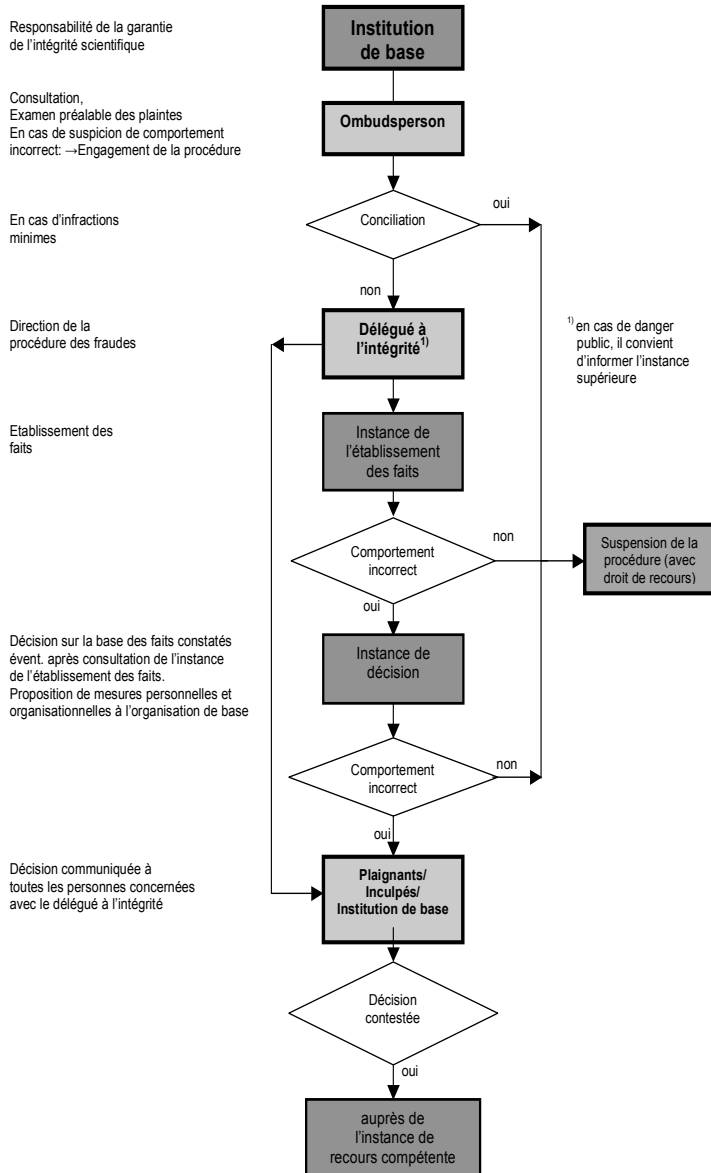 Responsabilité de la garantie
de l'intégrité scientifique
Institution
de base
Consultation,
Examen préalable des plaintes
En cas de suspicion de comportement
incorrect: →Engagement de la procédure
Ombudsperson
En cas d'infractions
minimes
Conciliation
oui
non
Direction de la
procédure des fraudes
Délégué à
l'intégrité1)
1) en cas de danger
public, il convient
d'informer l'instance
supérieure
Etablissement des
faits
Instance de
l'établissement
des faits
Comportement
incorrect
non
Suspension de la
procédure (avec
droit de recours)
oui
Décision sur la base des faits constatés
évent. après consultation de l'instance
de l'établissement des faits.
Proposition de mesures personnelles et
organisationnelles à l'organisation de base
Instance de
décision
Comportement
incorrect
non
oui
Décision communiquée à
toutes les personnes concernées
avec le délégué à l'intégrité
Plaignants/
Inculpés/
Institution de base
Décision
contestée
oui
auprès de
l'instance de
recours compétente